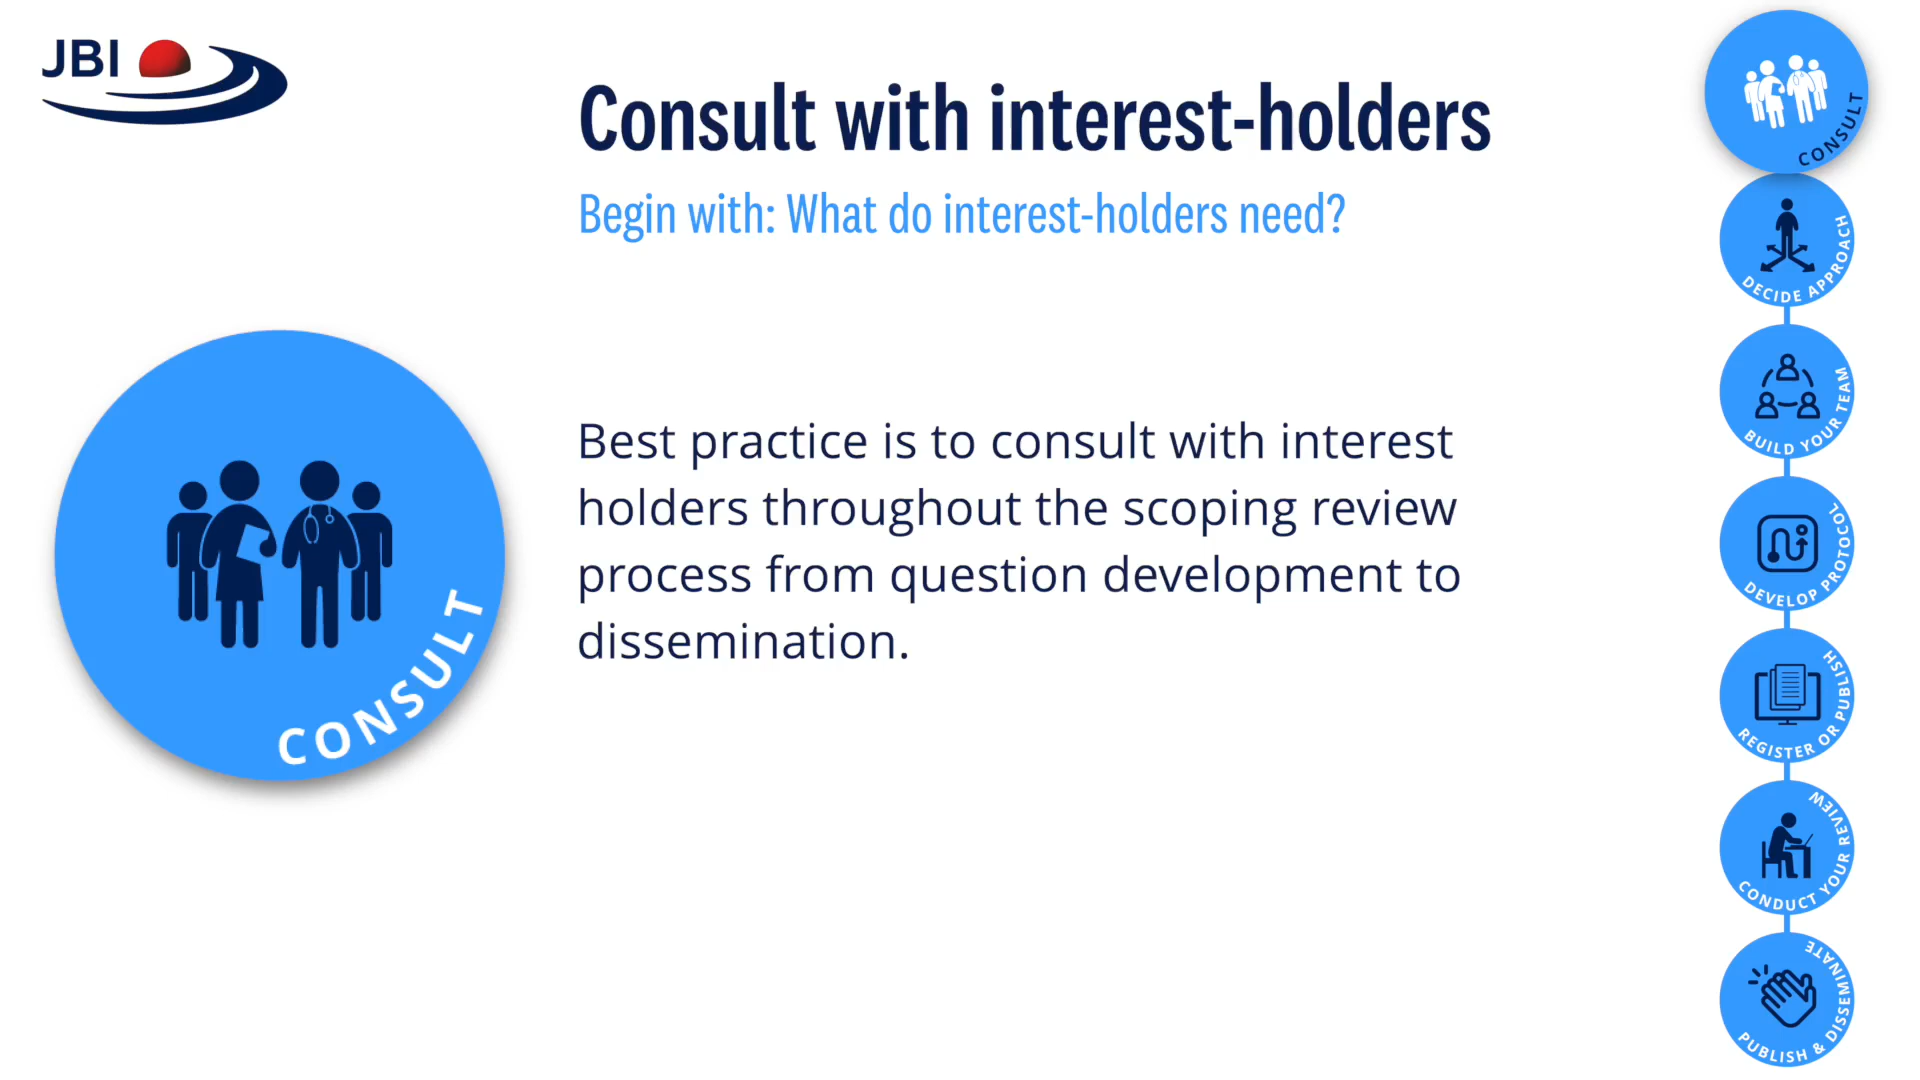 JBI
Consult with interest-holders
Begin with: What do interest-holders need?
Best practice is to consult with interest
holders throughout the scoping review
process from question development to
dissemination.
CONSULT
CONSULT
DECIDE APPROACH
BUILD YOUR TEAM
DEVELOP PROTOCOL
REGISTER OR PUBLISH
CONDUCT YOUR REVIEW
PUBLISH & DISSEMINATE